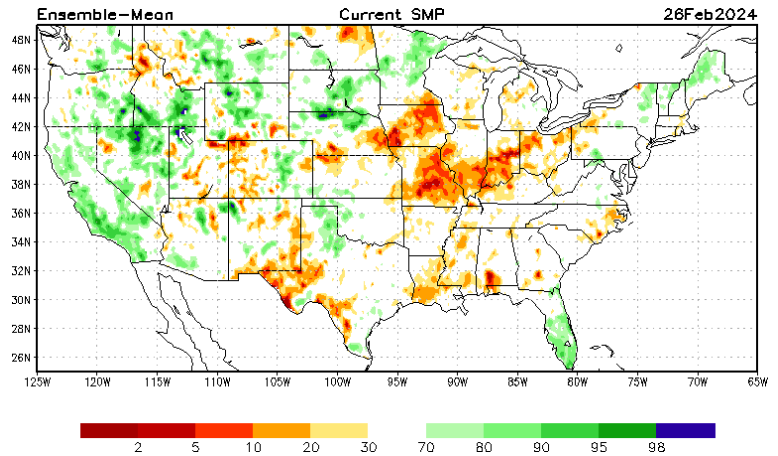 Ensemble-Mean Current SMP 26Feb2024
48N
46N
44N
42N
40N
38N
36N
34N
32N
30N
28N
26N
125W 120W 115W 110W 105W 100W 95W 90W 85W 80W 75W 70W 65W
2 5 10 20 30 70 80 90 95 98